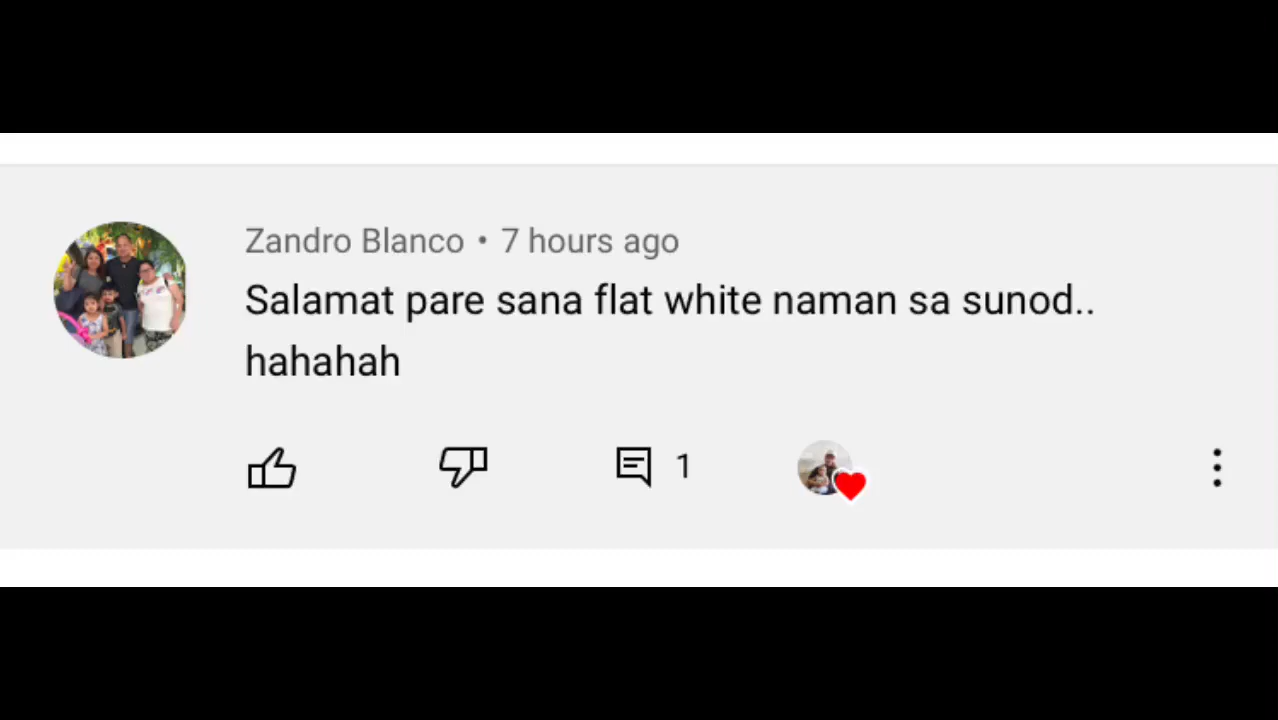 Zandro Blanco • 7 hours ago
Salamat pare sana flat white naman sa sunod..
hahahah
1